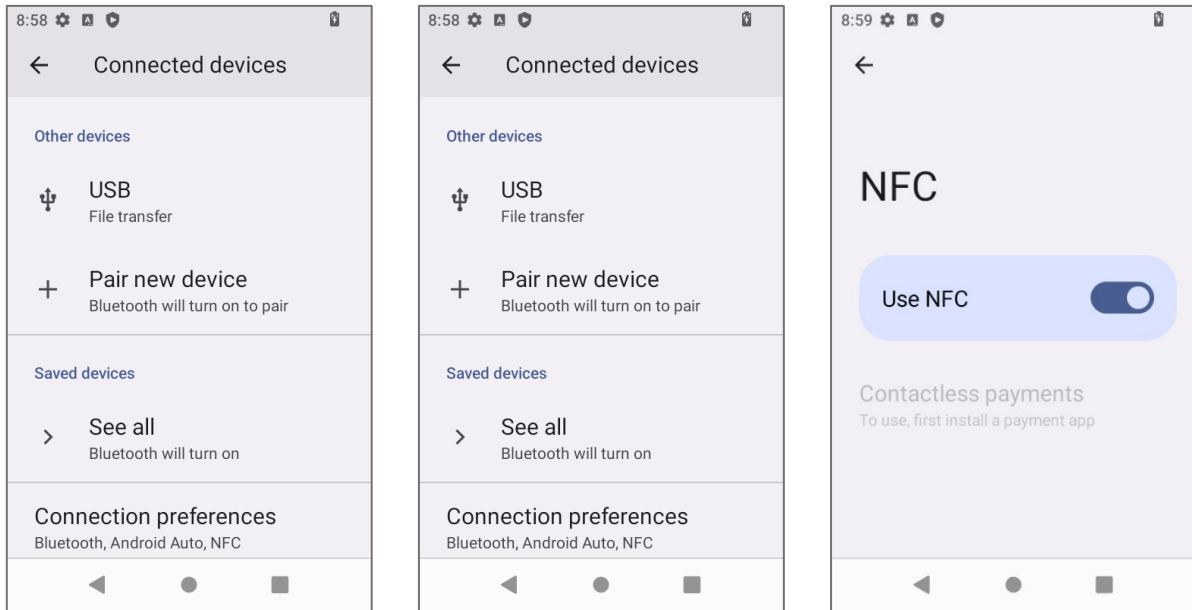 8:58
Connected devices
Other devices
USB
File transfer
Pair new device
Bluetooth will turn on to pair
Saved devices
See all
Bluetooth will turn on
Connection preferences
Bluetooth, Android Auto, NFC
8:58
Connected devices
Other devices
USB
File transfer
Pair new device
Bluetooth will turn on to pair
Saved devices
See all
Bluetooth will turn on
Connection preferences
Bluetooth, Android Auto, NFC
8:59
NFC
Use NFC
Contactless payments
To use, first install a payment app